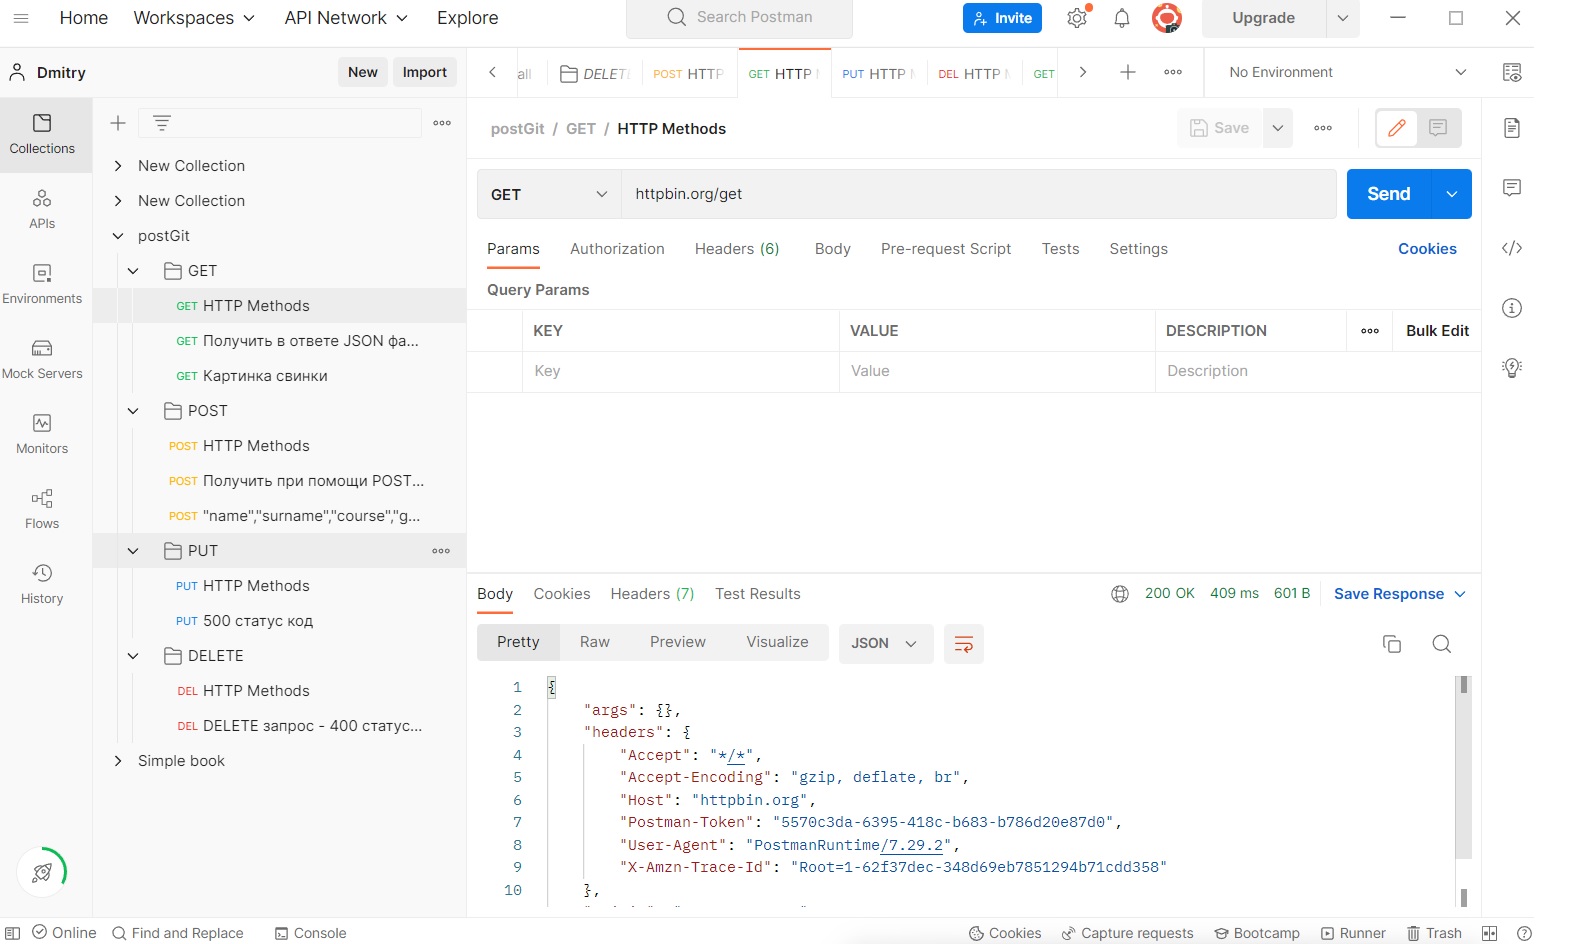 Home Workspaces API Network Explore Search Postman Invite Upgrade
Dmitry New Import
all DELET POST HTTP GET HTTP PUT HTTP DEL HTTP GET No Environment
Collections
APIs
Environments
Mock Servers
Monitors
Flows
History
New Collection
New Collection
postGit
GET
GET HTTP Methods
GET Получить в ответе JSON фа...
GET Картинка свинки
POST
POST HTTP Methods
POST Получить при помощи POST...
POST "name","surname","course","g...
PUT
PUT HTTP Methods
PUT 500 статус код
DELETE
DEL HTTP Methods
DEL DELETE запрос - 400 статус...
Simple book
postGit / GET / HTTP Methods Save
GET httpbin.org/get Send
Params Authorization Headers (6) Body Pre-request Script Tests Settings Cookies
Query Params
KEY VALUE DESCRIPTION Bulk Edit
Key Value Description
Body Cookies Headers (7) Test Results 200 OK 409 ms 601 B Save Response
Pretty Raw Preview Visualize JSON
1 {
2 "args": {},
3 "headers": {
4 "Accept": "*/*",
5 "Accept-Encoding": "gzip, deflate, br",
6 "Host": "httpbin.org",
7 "Postman-Token": "5570c3da-6395-418c-b683-b786d20e87d0",
8 "User-Agent": "PostmanRuntime/7.29.2",
9 "X-Amzn-Trace-Id": "Root=1-62f37dec-348d69eb7851294b71cdd358"
10 },
Online Find and Replace Console Cookies Capture requests Bootcamp Runner Trash